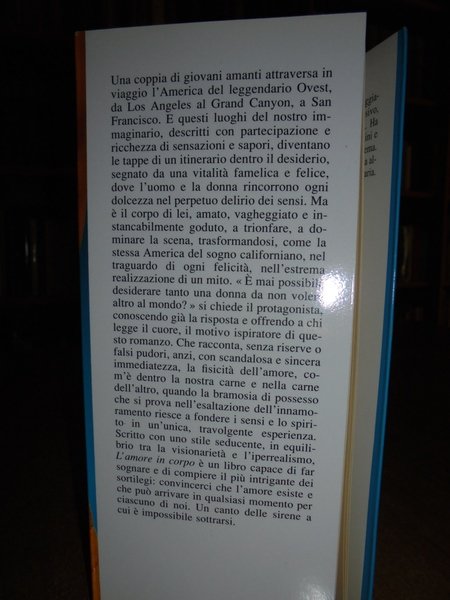 Una coppia di giovani amanti attraversa in
viaggio l'America del leggendario Ovest,
da Los Angeles al Grand Canyon, a San
Francisco. E questi luoghi del nostro im-
maginario, descritti con partecipazione e
ricchezza di sensazioni e sapori, diventano
le tappe di un itinerario dentro il desiderio,
segnato da una vitalità famelica e felice,
dove l'uomo e la donna rincorrono ogni
dolcezza nel perpetuo delirio dei sensi. Ma
è il corpo di lei, amato, vagheggiato e in-
stancabilmente goduto, a trionfare, a do-
minare la scena, trasformandosi, come la
stessa America del sogno californiano, nel
traguardo di ogni felicità, nell'estrema
realizzazione di un mito. « È mai possibile
desiderare tanto una donna da non volere
altro al mondo? » si chiede il protagonista,
conoscendo già la risposta e offrendo a chi
legge il cuore, il motivo ispiratore di que-
sto romanzo. Che racconta, senza riserve o
falsi pudori, anzi, con scandalosa e sincera
immediatezza, la fisicità dell'amore, co-
m'è dentro la nostra carne e nella carne
dell'altro, quando la bramosia di possesso
che si prova nell'esaltazione dell'innamo-
ramento riesce a fondere i sensi e lo spiri-
to in un'unica, travolgente esperienza.
Scritto con uno stile seducente, in equili-
brio tra la visionarietà e l'iperrealismo,
L'amore in corpo è un libro capace di far
sognare e di compiere il più intrigante dei
sortilegi: convincerci che l'amore esiste e
che può arrivare in qualsiasi momento per
ciascuno di noi. Un canto delle sirene a
cui è impossibile sottrarsi.
ggia-
sivo,
. Ha
ini e
rema.
a al-
aria.